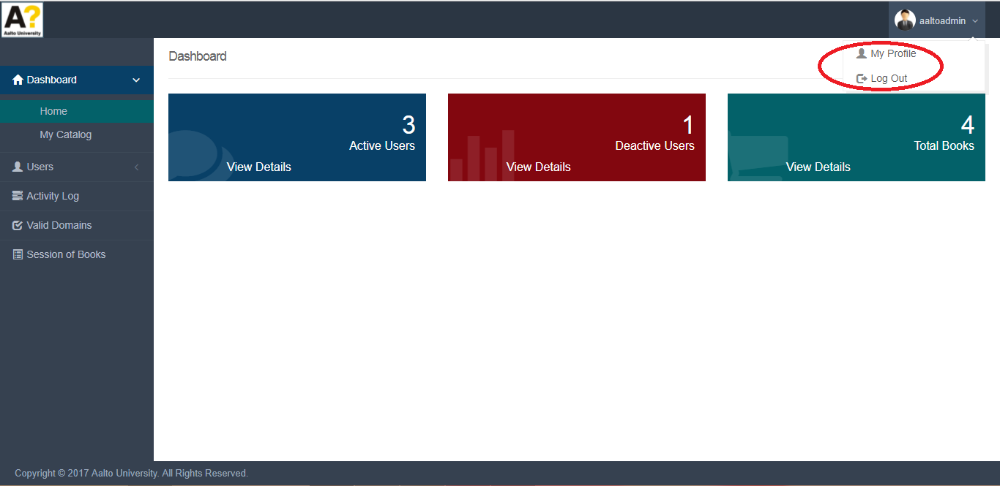 A?
Aalto University
aaltoadmin
My Profile
Log Out
Dashboard
Home
My Catalog
Users
Activity Log
Valid Domains
Session of Books
Dashboard
3
Active Users
View Details
1
Deactive Users
View Details
4
Total Books
View Details
Copyright © 2017 Aalto University. All Rights Reserved.